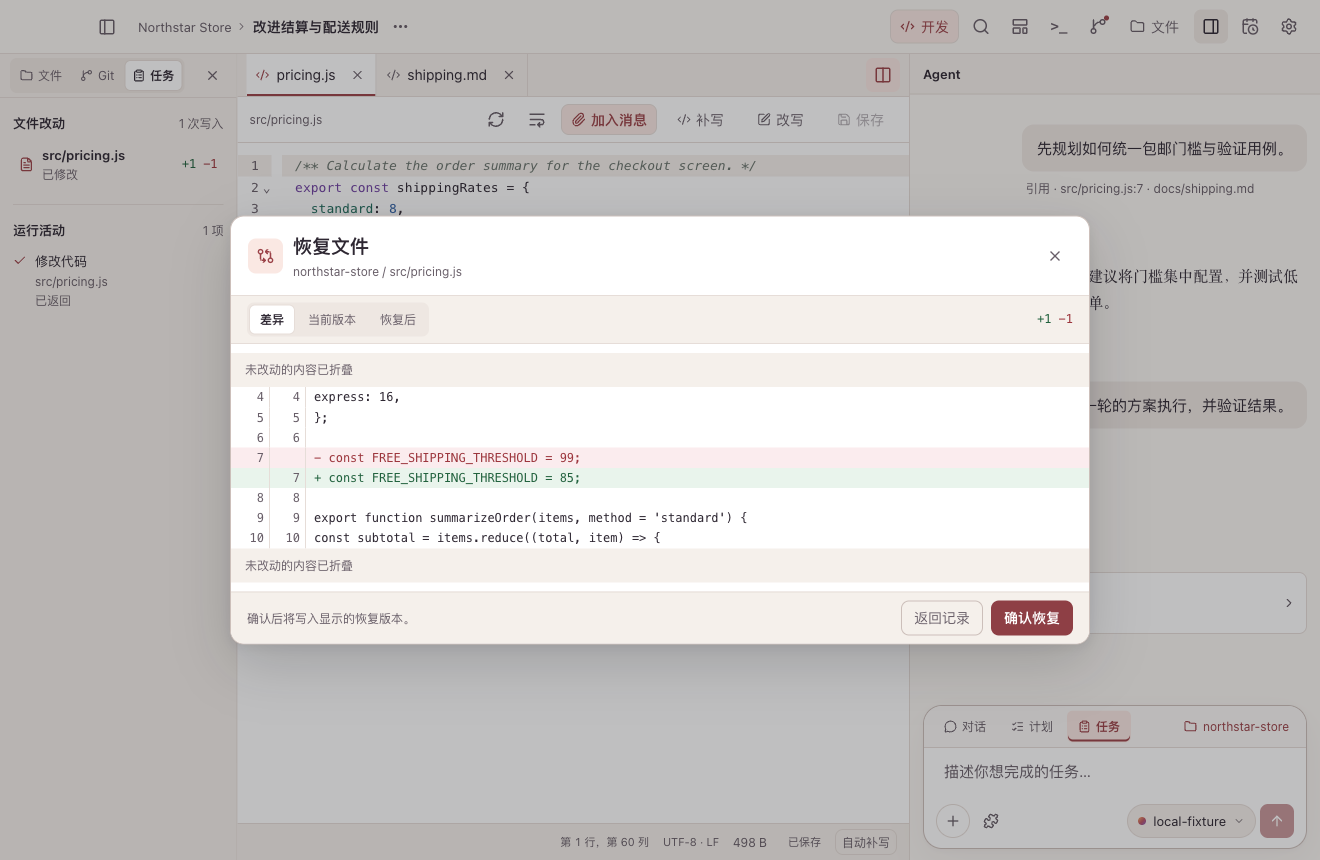 Northstar Store › 改进结算与配送规则 ···
</> 开发
>_
文件
文件 Git 任务
</> pricing.js ×
</> shipping.md ×
Agent
src/pricing.js
加入消息
</> 补写
改写
保存
文件改动 1 次写入
src/pricing.js +1 −1
已修改
运行活动 1 项
修改代码
src/pricing.js
已返回
1 /** Calculate the order summary for the checkout screen. */
2 export const shippingRates = {
3 standard: 8,
先规划如何统一包邮门槛与验证用例。
引用 · src/pricing.js:7 · docs/shipping.md
建议将门槛集中配置，并测试低
单。
一轮的方案执行，并验证结果。
恢复文件
northstar-store / src/pricing.js
差异 当前版本 恢复后 +1 −1
未改动的内容已折叠
4 4 express: 16,
5 5 };
6 6
7 − const FREE_SHIPPING_THRESHOLD = 99;
7 + const FREE_SHIPPING_THRESHOLD = 85;
8 8
9 9 export function summarizeOrder(items, method = 'standard') {
10 10 const subtotal = items.reduce((total, item) => {
未改动的内容已折叠
确认后将写入显示的恢复版本。
返回记录 确认恢复
对话 计划 任务 northstar-store
描述你想完成的任务...
local-fixture
第 1 行，第 60 列 UTF-8 · LF 498 B 已保存 自动补写